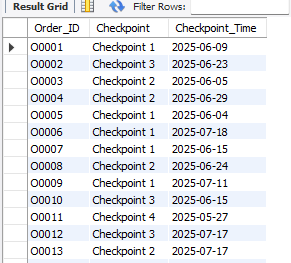 Result Grid Filter Rows:
Order_ID Checkpoint Checkpoint_Time
O0001 Checkpoint 1 2025-06-09
O0002 Checkpoint 3 2025-06-23
O0003 Checkpoint 2 2025-06-05
O0004 Checkpoint 2 2025-06-29
O0005 Checkpoint 1 2025-06-04
O0006 Checkpoint 1 2025-07-18
O0007 Checkpoint 1 2025-06-15
O0008 Checkpoint 2 2025-06-24
O0009 Checkpoint 1 2025-07-11
O0010 Checkpoint 3 2025-06-15
O0011 Checkpoint 4 2025-05-27
O0012 Checkpoint 3 2025-07-17
O0013 Checkpoint 2 2025-07-17